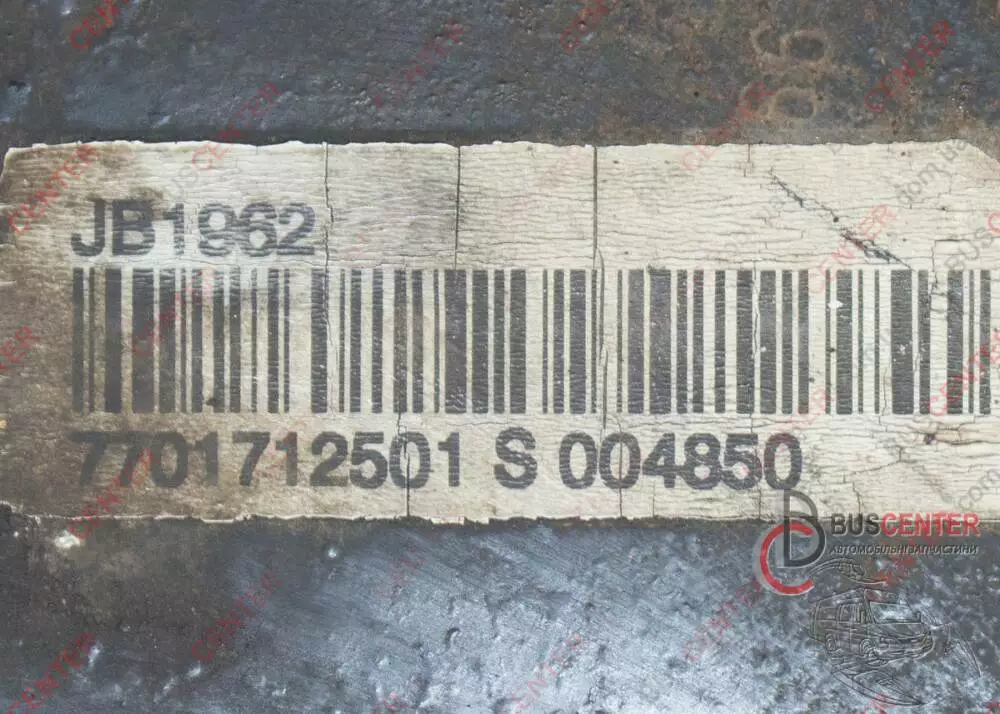 JB1962
7701712501 S 004850
BUSCENTER
АВТОМОБІЛЬНІ ЗАПЧАСТИНИ